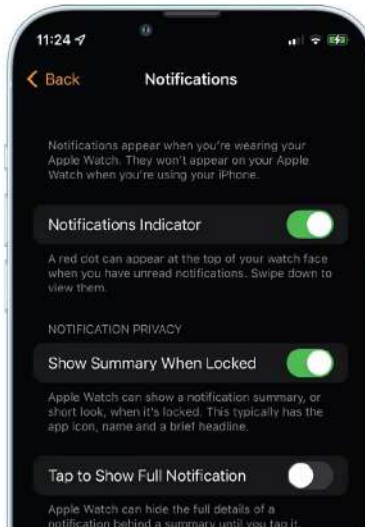 11:24
Back
Notifications
Notifications appear when you're wearing your
Apple Watch. They won't appear on your Apple
Watch when you're using your iPhone.
Notifications Indicator
A red dot can appear at the top of your watch face
when you have unread notifications. Swipe down to
view them.
NOTIFICATION PRIVACY
Show Summary When Locked
Apple Watch can show a notification summary, or
short look, when it's locked. This typically has the
app icon, name and a brief headline.
Tap to Show Full Notification
Apple Watch can hide the full details of a
notification behind a summary until you tap it.